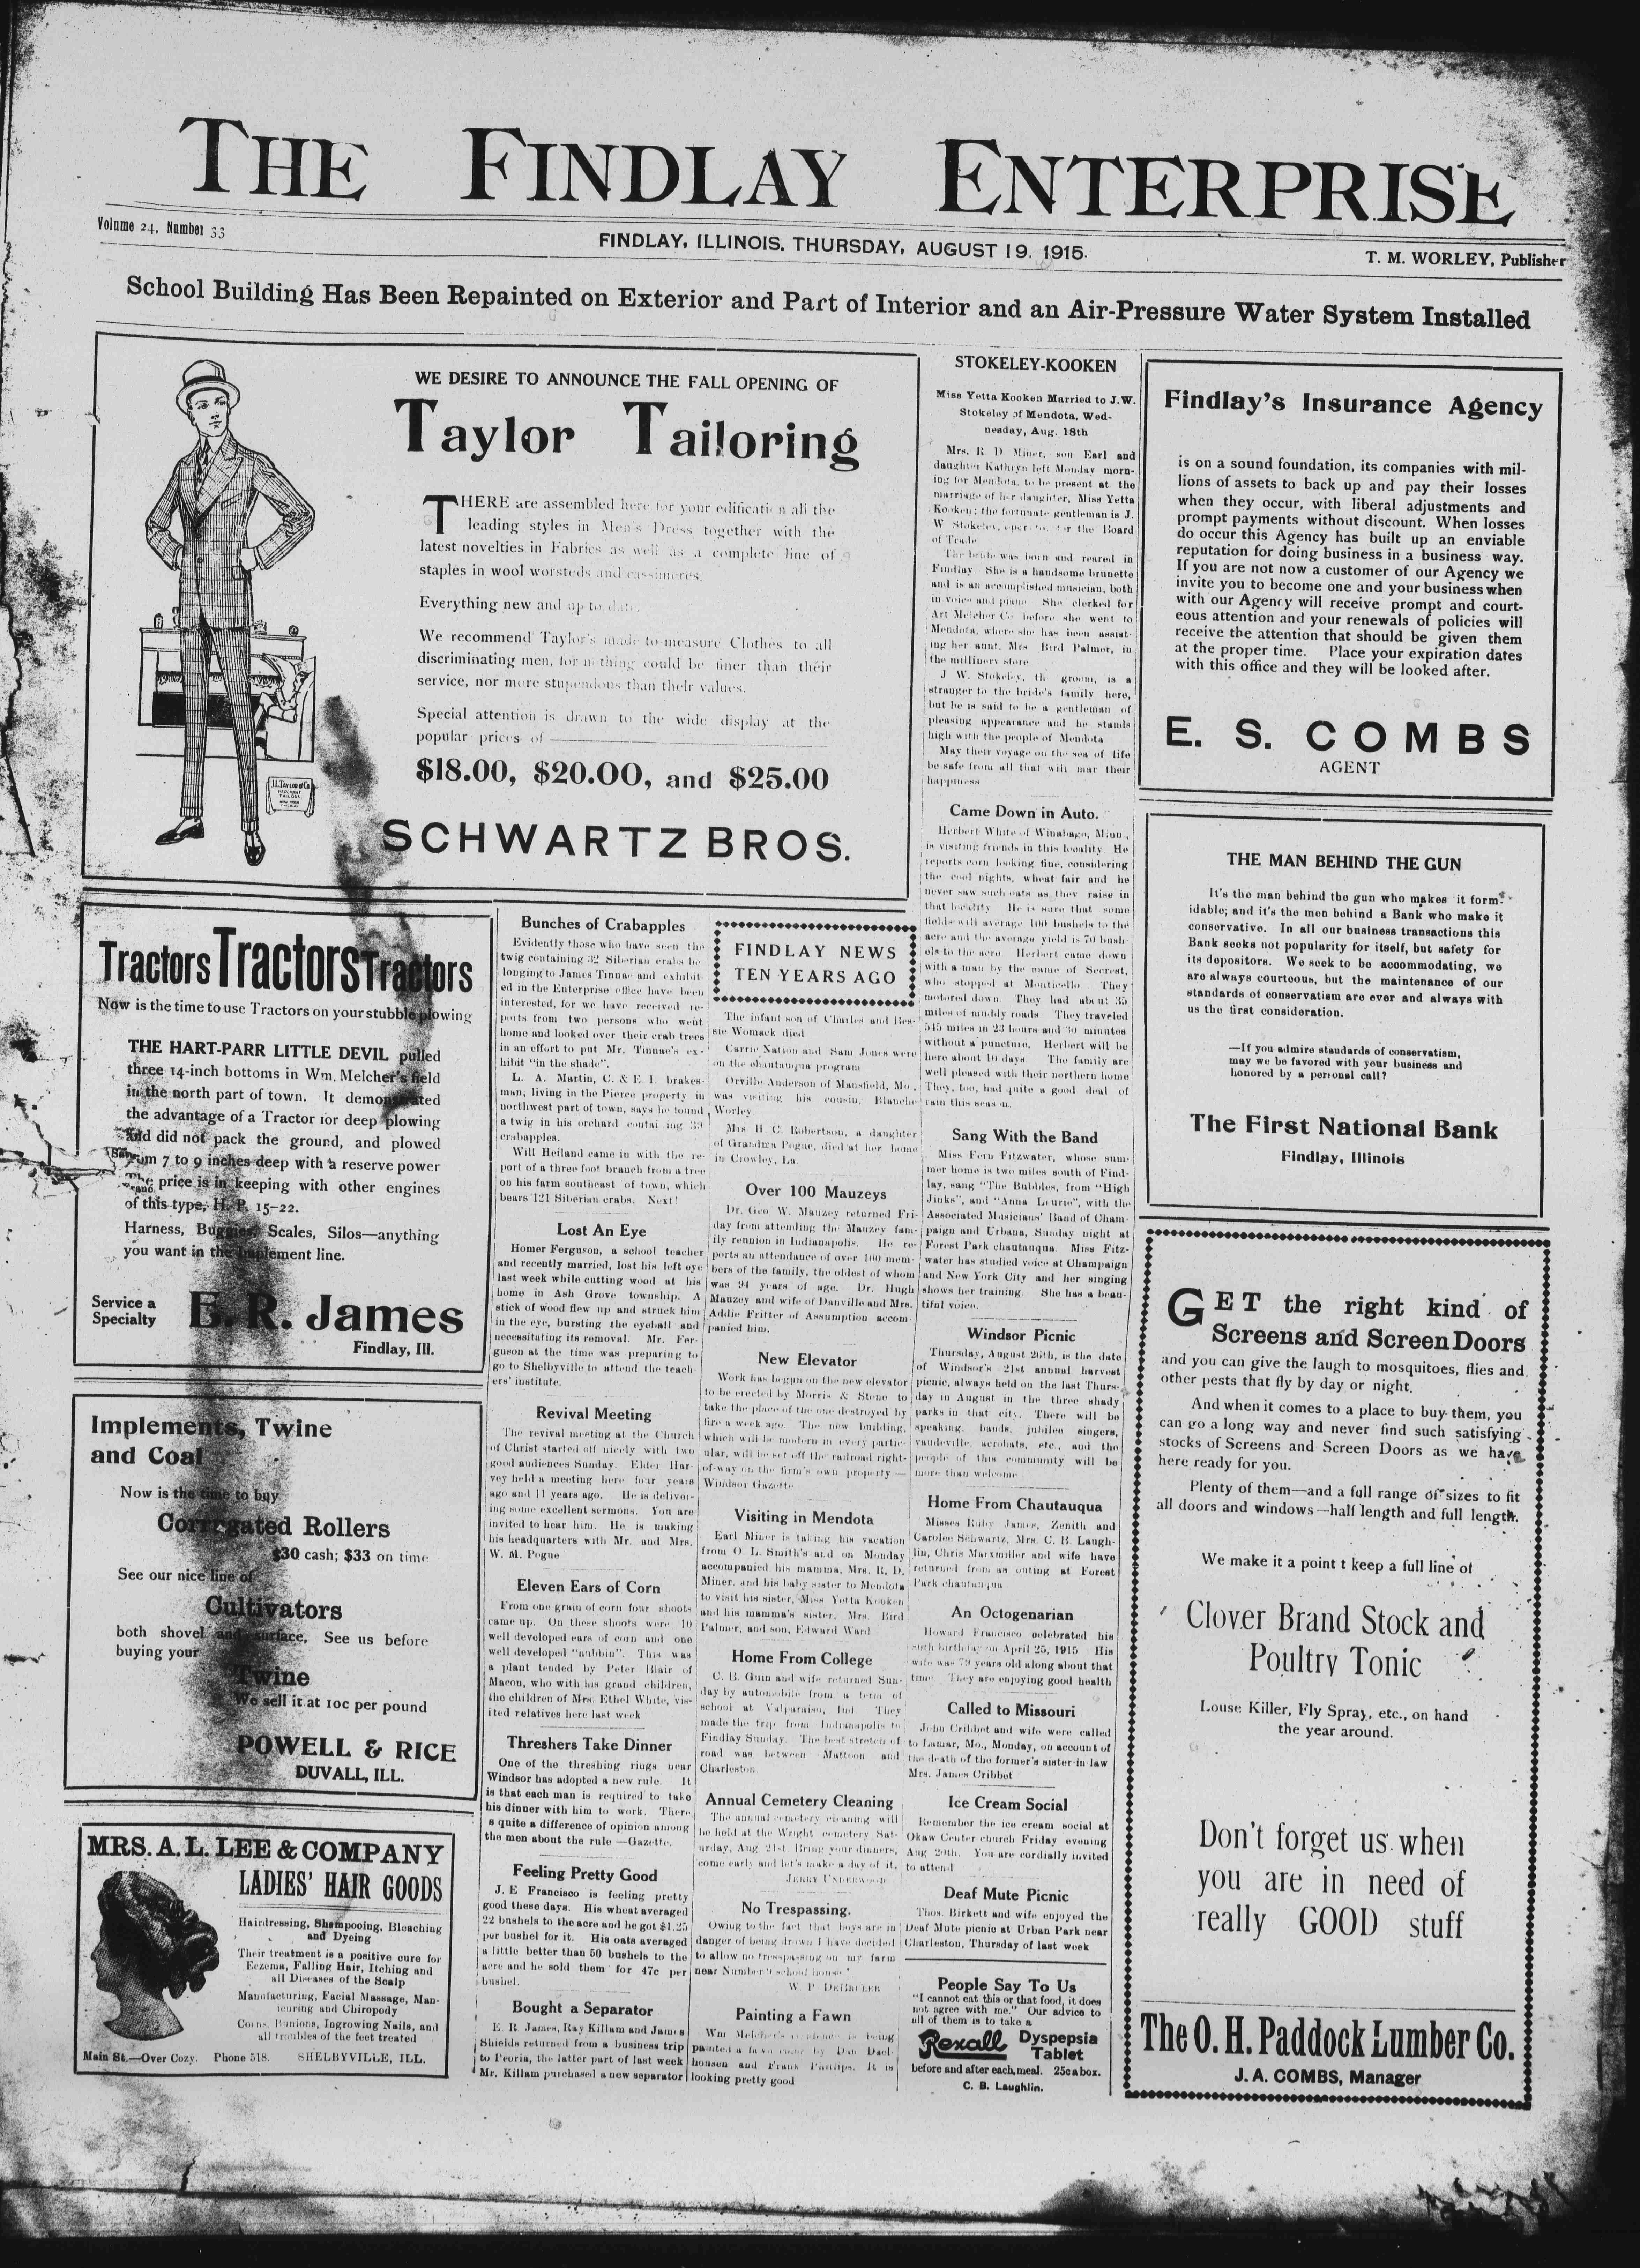 THE FINDLAY ENTERPRISE
Volume 24, Number 33
FINDLAY, ILLINOIS, THURSDAY, AUGUST 19, 1915.
T. M. WORLEY, Publisher
School Building Has Been Repainted on Exterior and Part of Interior and an Air-Pressure Water System Installed
WE DESIRE TO ANNOUNCE THE FALL OPENING OF
Taylor Tailoring
THERE are assembled here for your edification all the
leading styles in Men's Dress together with the
latest novelties in Fabrics as well as a complete line of
staples in wool worsteds and cassimeres.
Everything new and up to date.
We recommend Taylor's made-to-measure Clothes to all
discriminating men, for nothing could be finer than their
service, nor more stupendous than their values.
Special attention is drawn to the wide display at the
popular prices of
$18.00, $20.00, and $25.00
SCHWARTZ BROS.
J.L. TAYLOR & Co
Tractors Tractors Tractors
Now is the time to use Tractors on your stubble plowing
THE HART-PARR LITTLE DEVIL pulled
three 14-inch bottoms in Wm. Melcher's field
in the north part of town. It demonstrated
the advantage of a Tractor for deep plowing
and did not pack the ground, and plowed
from 7 to 9 inches deep with a reserve power
The price is in keeping with other engines
of this type, H. P. 15-22.
Harness, Buggies, Scales, Silos—anything
you want in the implement line.
Service a
Specialty
E. R. James
Findlay, Ill.
Implements, Twine
and Coal
Now is the time to buy
Corrugated Rollers
$30 cash; $33 on time
See our nice line of
Cultivators
both shovel and surface. See us before
buying your
Twine
We sell it at 10c per pound
POWELL & RICE
DUVALL, ILL.
MRS. A. L. LEE & COMPANY
LADIES' HAIR GOODS
Hairdressing, Shampooing, Bleaching
and Dyeing
Their treatment is a positive cure for
Eczema, Falling Hair, Itching and
all Diseases of the Scalp
Manufacturing, Facial Massage, Man-
icuring and Chiropody
Corns, Bunions, Ingrowing Nails, and
all troubles of the feet treated
Main St.—Over Cozy. Phone 518. SHELBYVILLE, ILL.
Bunches of Crabapples
Evidently those who have seen the
twig containing 32 Siberian crabs be-
longing to James Tinnae and exhibit-
ed in the Enterprise office have been
interested, for we have received re-
ports from two persons who went
home and looked over their crab trees
in an effort to put Mr. Tinnae's ex-
hibit "in the shade".
L. A. Martin, C. & E. I. brakes-
man, living in the Pierce property in
northwest part of town, says he found
a twig in his orchard contai ing 39
crabapples.
Will Heiland came in with the re-
port of a three foot branch from a tree
on his farm southeast of town, which
bears 121 Siberian crabs. Next!
Lost An Eye
Homer Ferguson, a school teacher
and recently married, lost his left eye
last week while cutting wood at his
home in Ash Grove township. A
stick of wood flew up and struck him
in the eye, bursting the eyeball and
necessitating its removal. Mr. Fer-
guson at the time was preparing to
go to Shelbyville to attend the teach-
ers' institute.
Revival Meeting
The revival meeting at the Church
of Christ started off nicely with two
good audiences Sunday. Elder Har-
vey held a meeting here four years
ago and 11 years ago. He is deliver-
ing some excellent sermons. You are
invited to hear him. He is making
his headquarters with Mr. and Mrs.
W. M. Pogue
Eleven Ears of Corn
From one grain of corn four shoots
came up. On these shoots were 10
well developed ears of corn and one
well developed "nubbin". This was
a plant tended by Peter Blair of
Macon, who with his grand children,
the children of Mrs. Ethel White, vis-
ited relatives here last week
Threshers Take Dinner
One of the threshing rings near
Windsor has adopted a new rule. It
is that each man is required to take
his dinner with him to work. There
s quite a difference of opinion among
the men about the rule —Gazette.
Feeling Pretty Good
J. E Francisco is feeling pretty
good these days. His wheat averaged
22 bushels to the acre and he got $1.25
per bushel for it. His oats averaged
a little better than 50 bushels to the
acre and he sold them for 47c per
bushel.
Bought a Separator
E. R. James, Ray Killam and James
Shields returned from a business trip
to Peoria, the latter part of last week
Mr. Killam purchased a new separator
FINDLAY NEWS
TEN YEARS AGO
The infant son of Charles and Bes-
sie Womack died
Carrie Nation and Sam Jones were
on the chautauqua program
Orville Anderson of Mansfield, Mo.,
was visiting his cousin, Blanche
Worley.
Mrs H. C. Robertson, a daughter
of Grandma Pogue, died at her home
in Crowley, La
Over 100 Mauzeys
Dr. Geo W. Mauzey returned Fri-
day from attending the Mauzey fam-
ily reunion in Indianapolis. He re-
ports an attendance of over 100 mem-
bers of the family, the oldest of whom
was 94 years of age. Dr. Hugh
Mauzey and wife of Danville and Mrs.
Addie Fritter of Assumption accom-
panied him.
New Elevator
Work has begun on the new elevator
to be erected by Morris & Stone to
take the place of the one destroyed by
fire a week ago. The new building,
which will be modern in every partic-
ular, will be set off the railroad right-
of-way on the firm's own property —
Windsor Gazette
Visiting in Mendota
Earl Miner is taking his vacation
from O L. Smith's and on Monday
accompanied his mamma, Mrs. R. D.
Miner, and his baby sister to Mendota
to visit his sister, Miss Yetta Kooken
and his mamma's sister, Mrs. Bird
Palmer, and son, Edward Ward
Home From College
C. B. Guin and wife returned Sun-
day by automobile from a term of
school at Valparaiso, Ind. They
made the trip from Indianapolis to
Findlay Sunday. The best stretch of
road was between Mattoon and
Charleston.
Annual Cemetery Cleaning
The annual cemetery cleaning will
be held at the Wright cemetery Sat-
urday, Aug 21st. Bring your dinners,
come early and let's make a day of it.
JERRY UNDERWOOD
No Trespassing.
Owing to the fact that boys are in
danger of being drown I have decided
to allow no trespassing on my farm
near Number 9 school house.
W. P. DEBRULER
Painting a Fawn
Wm Melcher's residence is being
painted a fawn color by Dan Dael-
housen and Frank Phillips. It is
looking pretty good
STOKELEY-KOOKEN
Miss Yetta Kooken Married to J.W.
Stokeley of Mendota, Wed-
nesday, Aug. 18th
Mrs. R D Miner, son Earl and
daughter Kathryn left Monday morn-
ing for Mendota, to be present at the
marriage of her daughter, Miss Yetta
Kooken; the fortunate gentleman is J.
W Stokeley, operator for the Board
of Trade
The bride was born and reared in
Findlay She is a handsome brunette
and is an accomplished musician, both
in voice and piano She clerked for
Art Melcher Co before she went to
Mendota, where she has been assist-
ing her aunt, Mrs Bird Palmer, in
the millinery store
J W. Stokeley, th groom, is a
stranger to the bride's family here,
but he is said to be a gentleman of
pleasing appearance and he stands
high with the people of Mendota
May their voyage on the sea of life
be safe from all that will mar their
happiness
Came Down in Auto.
Herbert White of Winabago, Minn.,
is visiting friends in this locality He
reports corn looking fine, considering
the cool nights, wheat fair and he
never saw such oats as they raise in
that locality He is sure that some
fields will average 100 bushels to the
acre and the average yield is 70 bush-
els to the acre Herbert came down
with a man by the name of Secrest,
who stopped at Monticello They
motored down They had about 35
miles of muddy roads. They traveled
545 miles in 23 hours and 30 minutes
without a puncture. Herbert will be
here about 10 days The family are
well pleased with their northern home
They, too, had quite a good deal of
rain this season.
Sang With the Band
Miss Fern Fitzwater, whose sum-
mer home is two miles south of Find-
lay, sang "The Bubbles, from "High
Jinks", and "Anna Laurie", with the
Associated Musicians' Band of Cham-
paign and Urbana, Sunday night at
Forest Park chautauqua. Miss Fitz-
water has studied voice at Champaign
and New York City and her singing
shows her training. She has a beau-
tiful voice.
Windsor Picnic
Thursday, August 26th, is the date
of Windsor's 21st annual harvest
picnic, always held on the last Thurs-
day in August in the three shady
parks in that city. There will be
speaking, bands, jubilee singers,
vaudeville, acrobats, etc., and the
people of this community will be
more than welcome
Home From Chautauqua
Misses Ruby James, Zenith and
Carolee Schwartz, Mrs. C. B. Laugh-
lin, Chris Marxmiller and wife have
returned from an outing at Forest
Park chautauqua
An Octogenarian
Howard Francisco celebrated his
80th birthday on April 25, 1915 His
wife was 79 years old along about that
time They are enjoying good health
Called to Missouri
John Cribbet and wife were called
to Lamar, Mo., Monday, on account of
the death of the former's sister-in-law
Mrs. James Cribbet
Ice Cream Social
Remember the ice cream social at
Okaw Center church Friday evening
Aug 20th. You are cordially invited
to attend
Deaf Mute Picnic
Thos. Birkett and wife enjoyed the
Deaf Mute picnic at Urban Park near
Charleston, Thursday of last week
People Say To Us
"I cannot eat this or that food, it does
not agree with me." Our advice to
all of them is to take a
Rexall Dyspepsia
Tablet
before and after each meal. 25c a box.
C. B. Laughlin.
Findlay's Insurance Agency
is on a sound foundation, its companies with mil-
lions of assets to back up and pay their losses
when they occur, with liberal adjustments and
prompt payments without discount. When losses
do occur this Agency has built up an enviable
reputation for doing business in a business way.
If you are not now a customer of our Agency we
invite you to become one and your business when
with our Agency will receive prompt and court-
eous attention and your renewals of policies will
receive the attention that should be given them
at the proper time. Place your expiration dates
with this office and they will be looked after.
E. S. COMBS
AGENT
THE MAN BEHIND THE GUN
It's the man behind the gun who makes it form-
idable; and it's the men behind a Bank who make it
conservative. In all our business transactions this
Bank seeks not popularity for itself, but safety for
its depositors. We seek to be accommodating, we
are always courteous, but the maintenance of our
standards of conservatism are ever and always with
us the first consideration.
—If you admire standards of conservatism,
may we be favored with your business and
honored by a personal call?
The First National Bank
Findlay, Illinois
GET the right kind of
Screens and Screen Doors
and you can give the laugh to mosquitoes, flies and
other pests that fly by day or night.
And when it comes to a place to buy them, you
can go a long way and never find such satisfying
stocks of Screens and Screen Doors as we have
here ready for you.
Plenty of them—and a full range of sizes to fit
all doors and windows—half length and full length.
We make it a point t keep a full line of
Clover Brand Stock and
Poultry Tonic
Louse Killer, Fly Spray, etc., on hand
the year around.
Don't forget us when
you are in need of
really GOOD stuff
The O. H. Paddock Lumber Co.
J. A. COMBS, Manager